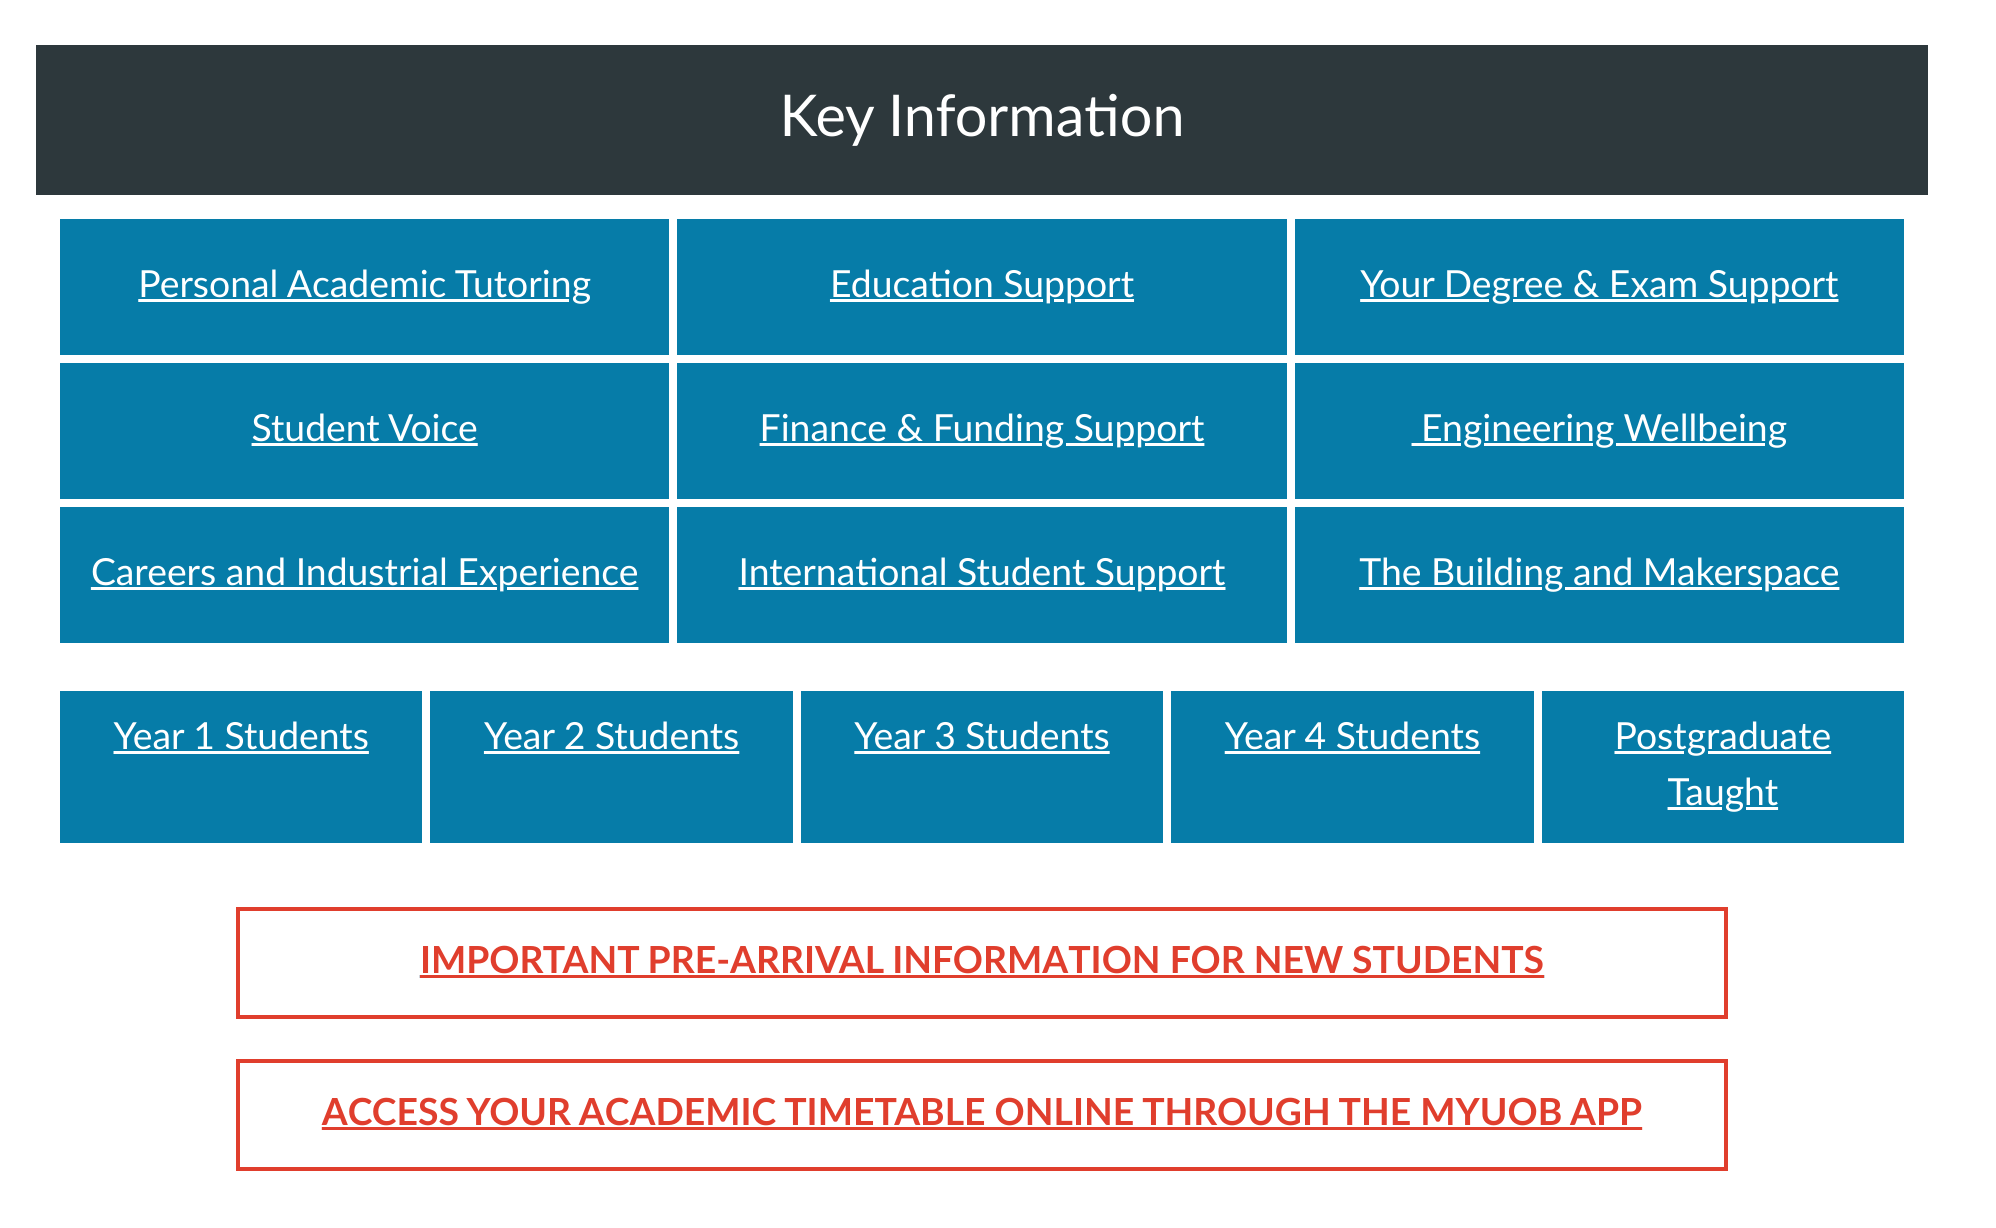 Key Information
Personal Academic Tutoring
Education Support
Your Degree & Exam Support
Student Voice
Finance & Funding Support
Engineering Wellbeing
Careers and Industrial Experience
International Student Support
The Building and Makerspace
Year 1 Students
Year 2 Students
Year 3 Students
Year 4 Students
Postgraduate
Taught
IMPORTANT PRE-ARRIVAL INFORMATION FOR NEW STUDENTS
ACCESS YOUR ACADEMIC TIMETABLE ONLINE THROUGH THE MYUOB APP